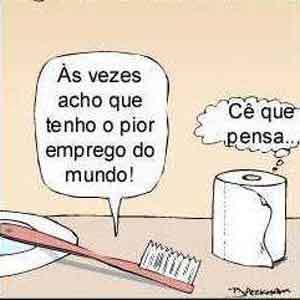 Às vezes
acho que
tenho o pior
emprego do
mundo!
Cê que
pensa...